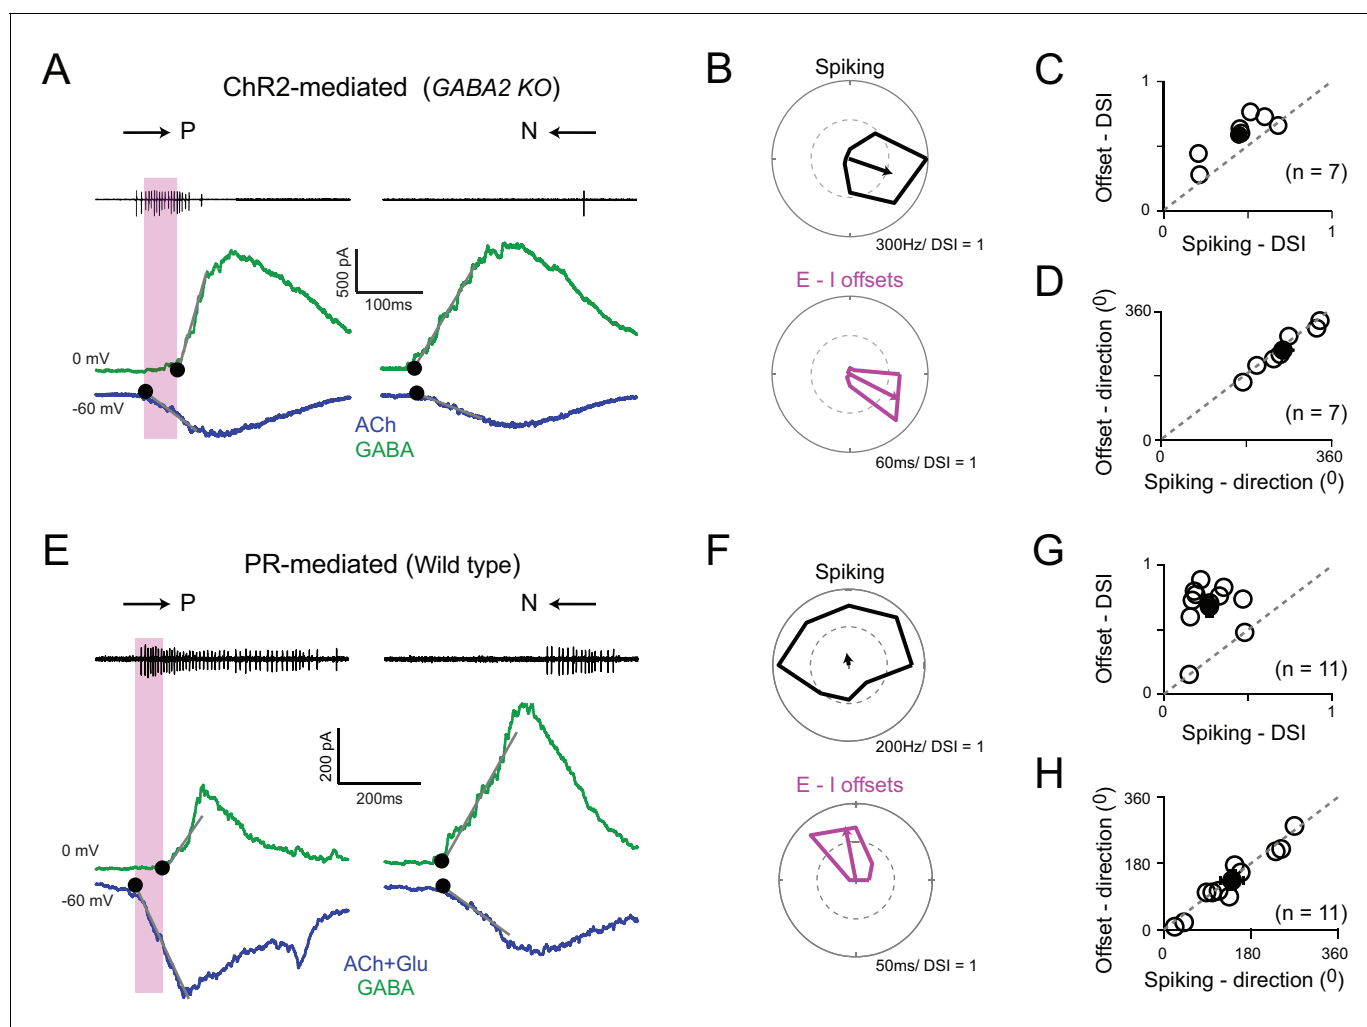 A
ChR2-mediated (GABA2 KO)
P
N
500 pA
100ms
0 mV
-60 mV
ACh
GABA
B
Spiking
300Hz/ DSI = 1
E - I offsets
60ms/ DSI = 1
C
1
Offset - DSI
0
(n = 7)
0
1
Spiking - DSI
D
360
Offset - direction (⁰)
0
(n = 7)
0
360
Spiking - direction (⁰)
E
PR-mediated (Wild type)
P
N
200 pA
200ms
0 mV
-60 mV
ACh+Glu
GABA
F
Spiking
200Hz/ DSI = 1
E - I offsets
50ms/ DSI = 1
G
1
Offset - DSI
0
(n = 11)
0
1
Spiking - DSI
H
360
180
Offset - direction (⁰)
0
(n = 11)
0
180
360
Spiking - direction (⁰)